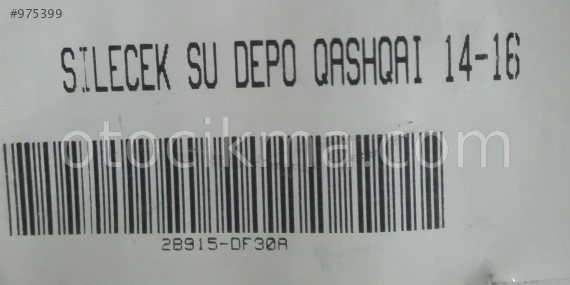 #975399
SILECEK SU DEPO QASHQAI 14-16
otocikma.com
28915-DF30A